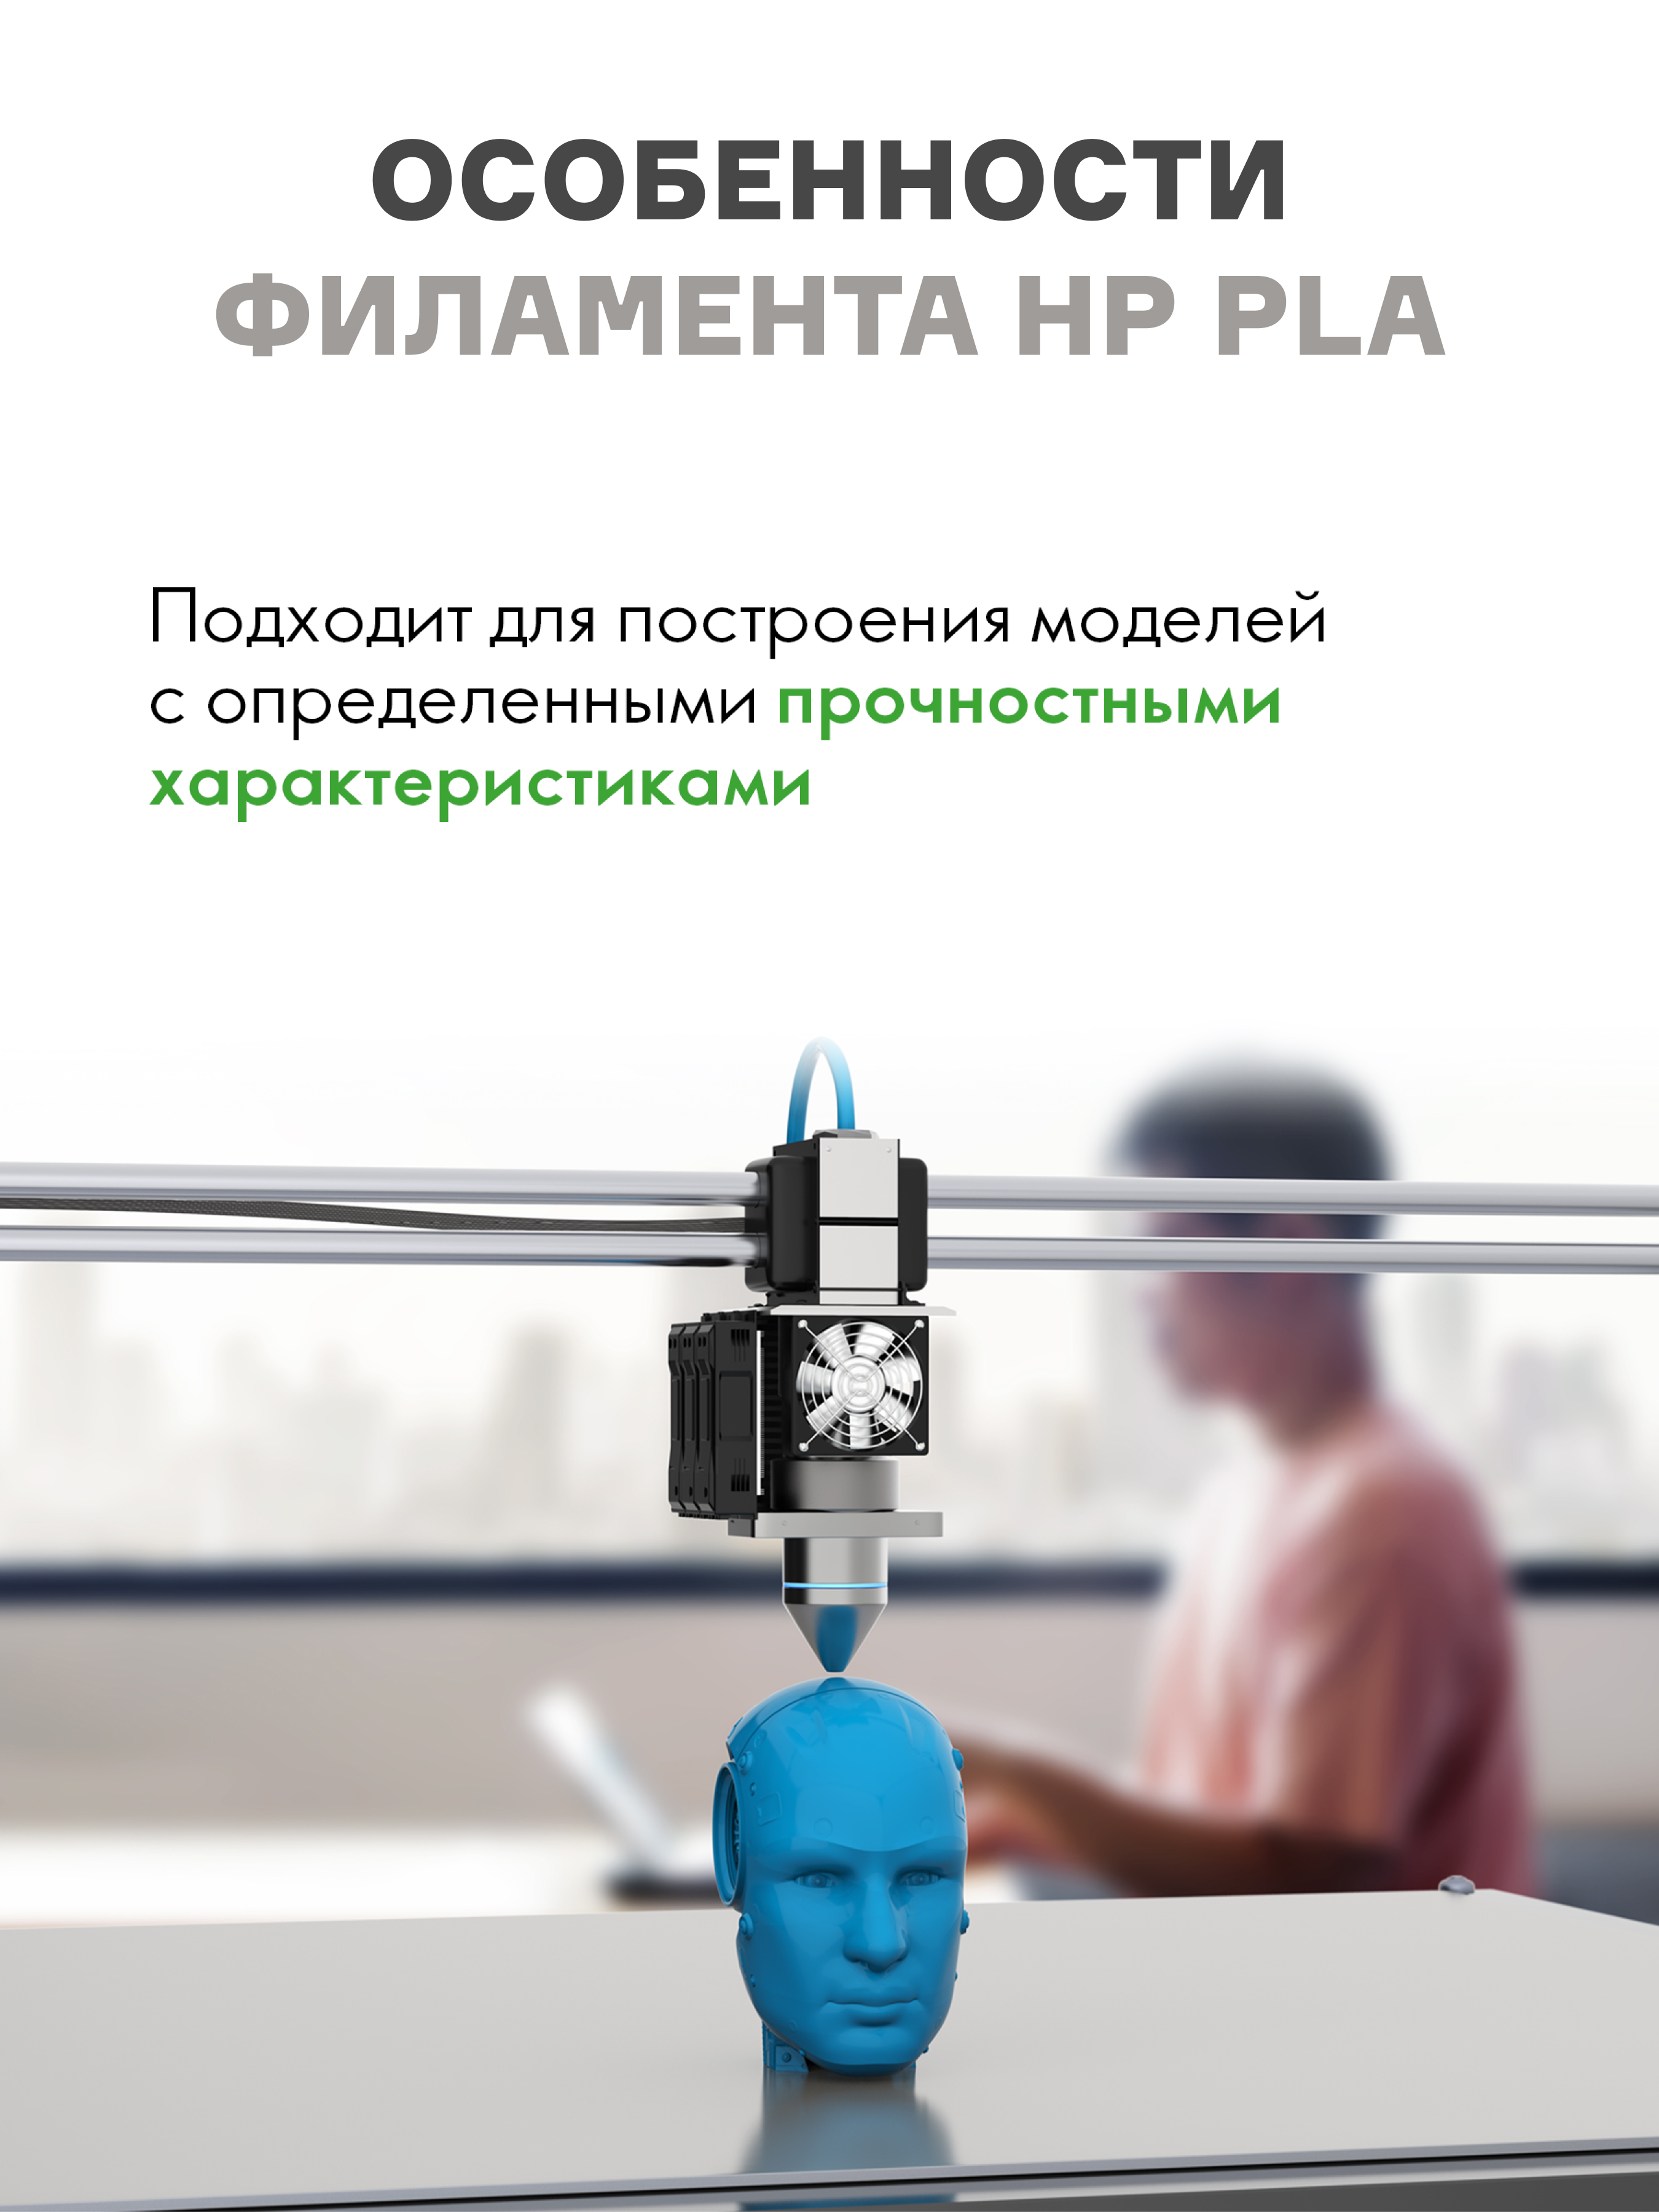 ОСОБЕННОСТИ
ФИЛАМЕНТА HP PLA
Подходит для построения моделей
с определенными прочностными
характеристиками